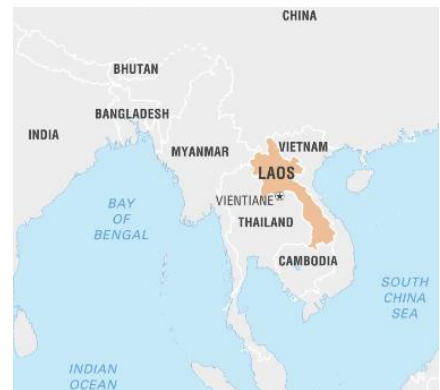 CHINA
BHUTAN
BANGLADESH
INDIA
MYANMAR
VIETNAM
LAOS
VIENTIANE
BAY
OF
BENGAL
THAILAND
CAMBODIA
SOUTH
CHINA
SEA
INDIAN
OCEAN